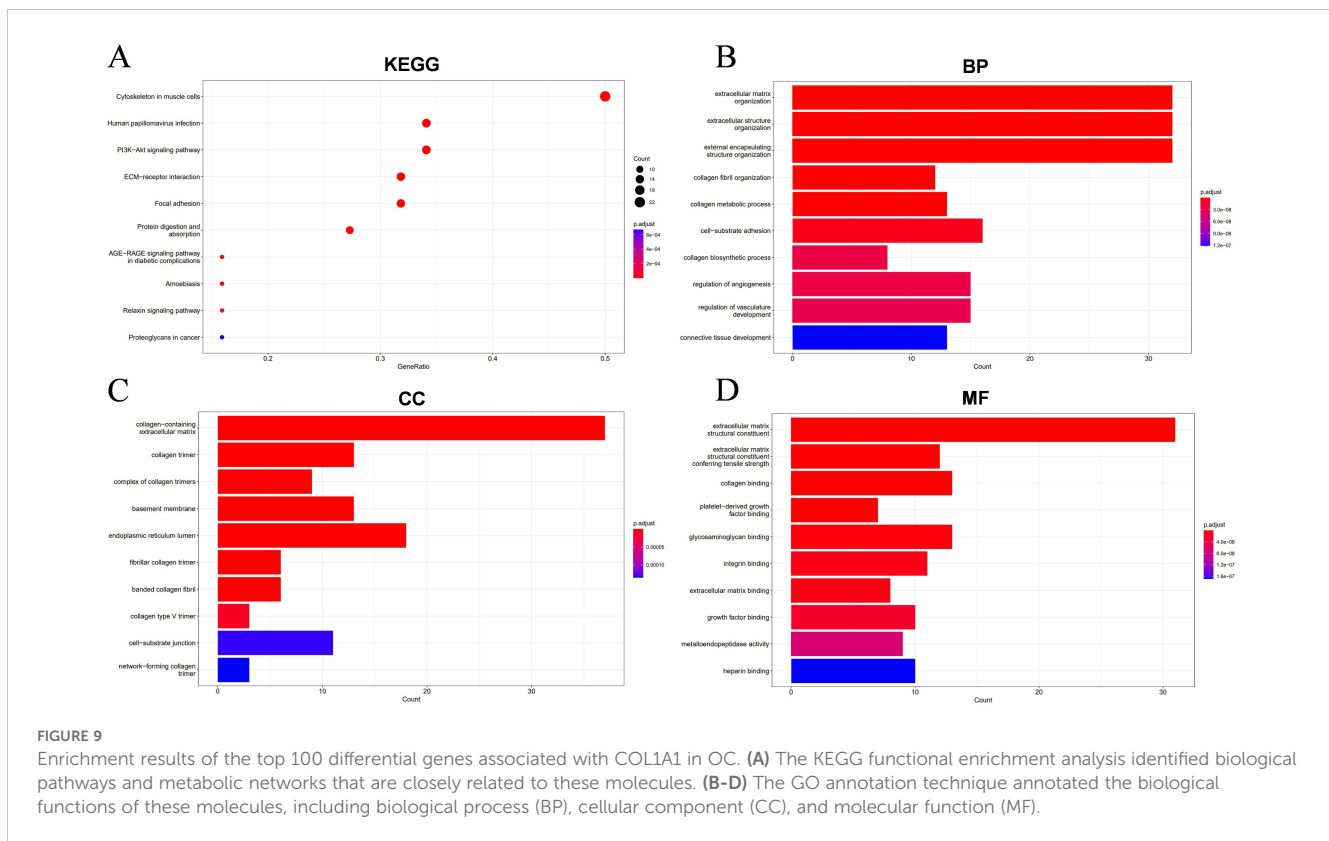 A
KEGG
Cytoskeleton in muscle cells
Human papillomavirus infection
PI3K−Akt signaling pathway
ECM−receptor interaction
Focal adhesion
Protein digestion and
absorption
AGE−RAGE signaling pathway
in diabetic complications
Amoebiasis
Relaxin signaling pathway
Proteoglycans in cancer
0.2
0.3
0.4
0.5
GeneRatio
Count
10
14
18
22
p.adjust
6e−04
4e−04
2e−04
B
BP
extracellular matrix
organization
extracellular structure
organization
external encapsulating
structure organization
collagen fibril organization
collagen metabolic process
cell−substrate adhesion
collagen biosynthetic process
regulation of angiogenesis
regulation of vasculature
development
connective tissue development
0
10
20
30
Count
p.adjust
3.0e−08
6.0e−08
9.0e−08
1.2e−07
C
CC
collagen−containing
extracellular matrix
collagen trimer
complex of collagen trimers
basement membrane
endoplasmic reticulum lumen
fibrillar collagen trimer
banded collagen fibril
collagen type V trimer
cell−substrate junction
network−forming collagen
trimer
0
10
20
30
Count
p.adjust
0.00005
0.00010
D
MF
extracellular matrix
structural constituent
extracellular matrix
structural constituent
conferring tensile strength
collagen binding
platelet−derived growth
factor binding
glycosaminoglycan binding
integrin binding
extracellular matrix binding
growth factor binding
metalloendopeptidase activity
heparin binding
0
10
20
30
Count
p.adjust
4.0e−08
8.0e−08
1.2e−07
1.6e−07
FIGURE 9
Enrichment results of the top 100 differential genes associated with COL1A1 in OC. (A) The KEGG functional enrichment analysis identified biological
pathways and metabolic networks that are closely related to these molecules. (B-D) The GO annotation technique annotated the biological
functions of these molecules, including biological process (BP), cellular component (CC), and molecular function (MF).